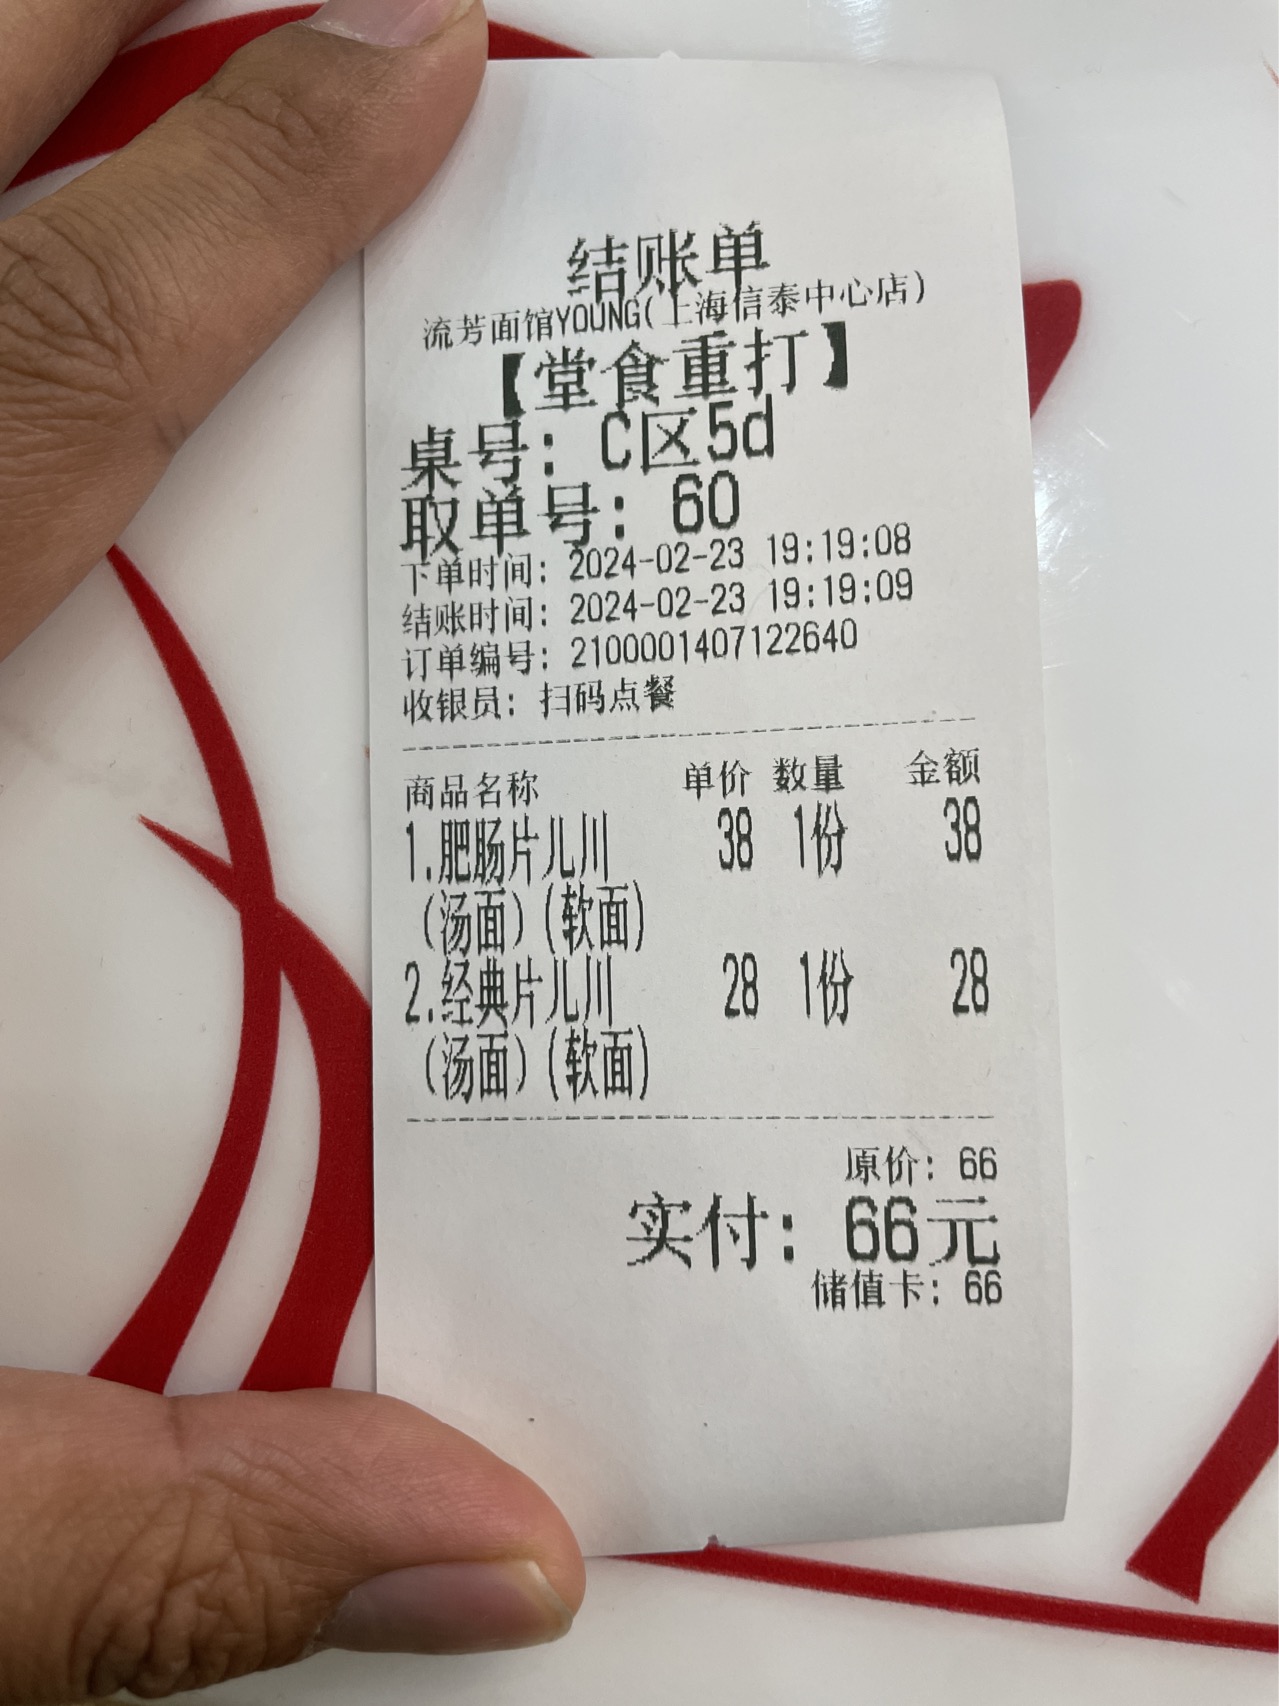 结账单
流芳面馆YOUNG(上海信泰中心店)
【堂食重打】
桌号: C区5d
取单号: 60
下单时间: 2024-02-23 19:19:08
结账时间: 2024-02-23 19:19:09
订单编号: 2100001407122640
收银员: 扫码点餐
商品名称 单价 数量 金额
1.肥肠片儿川 38 1份 38
(汤面)(软面)
2.经典片儿川 28 1份 28
(汤面)(软面)
原价: 66
实付: 66元
储值卡: 66